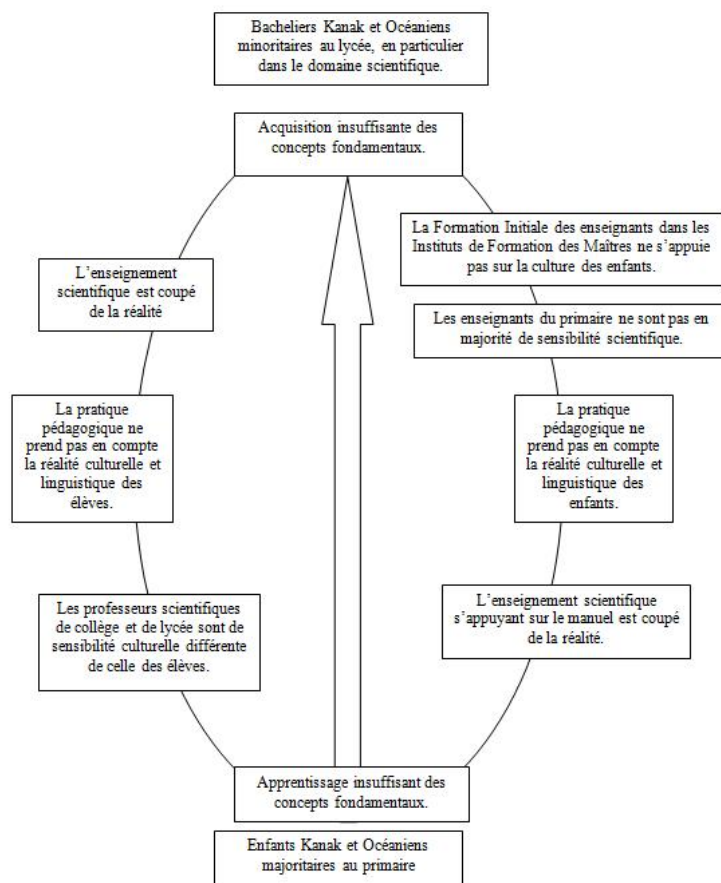 Bacheliers Kanak et Océaniens
minoritaires au lycée, en particulier
dans le domaine scientifique.
Acquisition insuffisante des
concepts fondamentaux.
La Formation Initiale des enseignants dans les
Instituts de Formation des Maîtres ne s’appuie
pas sur la culture des enfants.
L’enseignement
scientifique est coupé
de la réalité
Les enseignants du primaire ne sont pas en
majorité de sensibilité scientifique.
La pratique
pédagogique ne
prend pas en compte
la réalité culturelle et
linguistique des
élèves.
La pratique
pédagogique ne
prend pas en compte
la réalité culturelle et
linguistique des
enfants.
Les professeurs scientifiques
de collège et de lycée sont de
sensibilité culturelle différente
de celle des élèves.
L’enseignement scientifique
s’appuyant sur le manuel est coupé
de la réalité.
Apprentissage insuffisant des
concepts fondamentaux.
Enfants Kanak et Océaniens
majoritaires au primaire